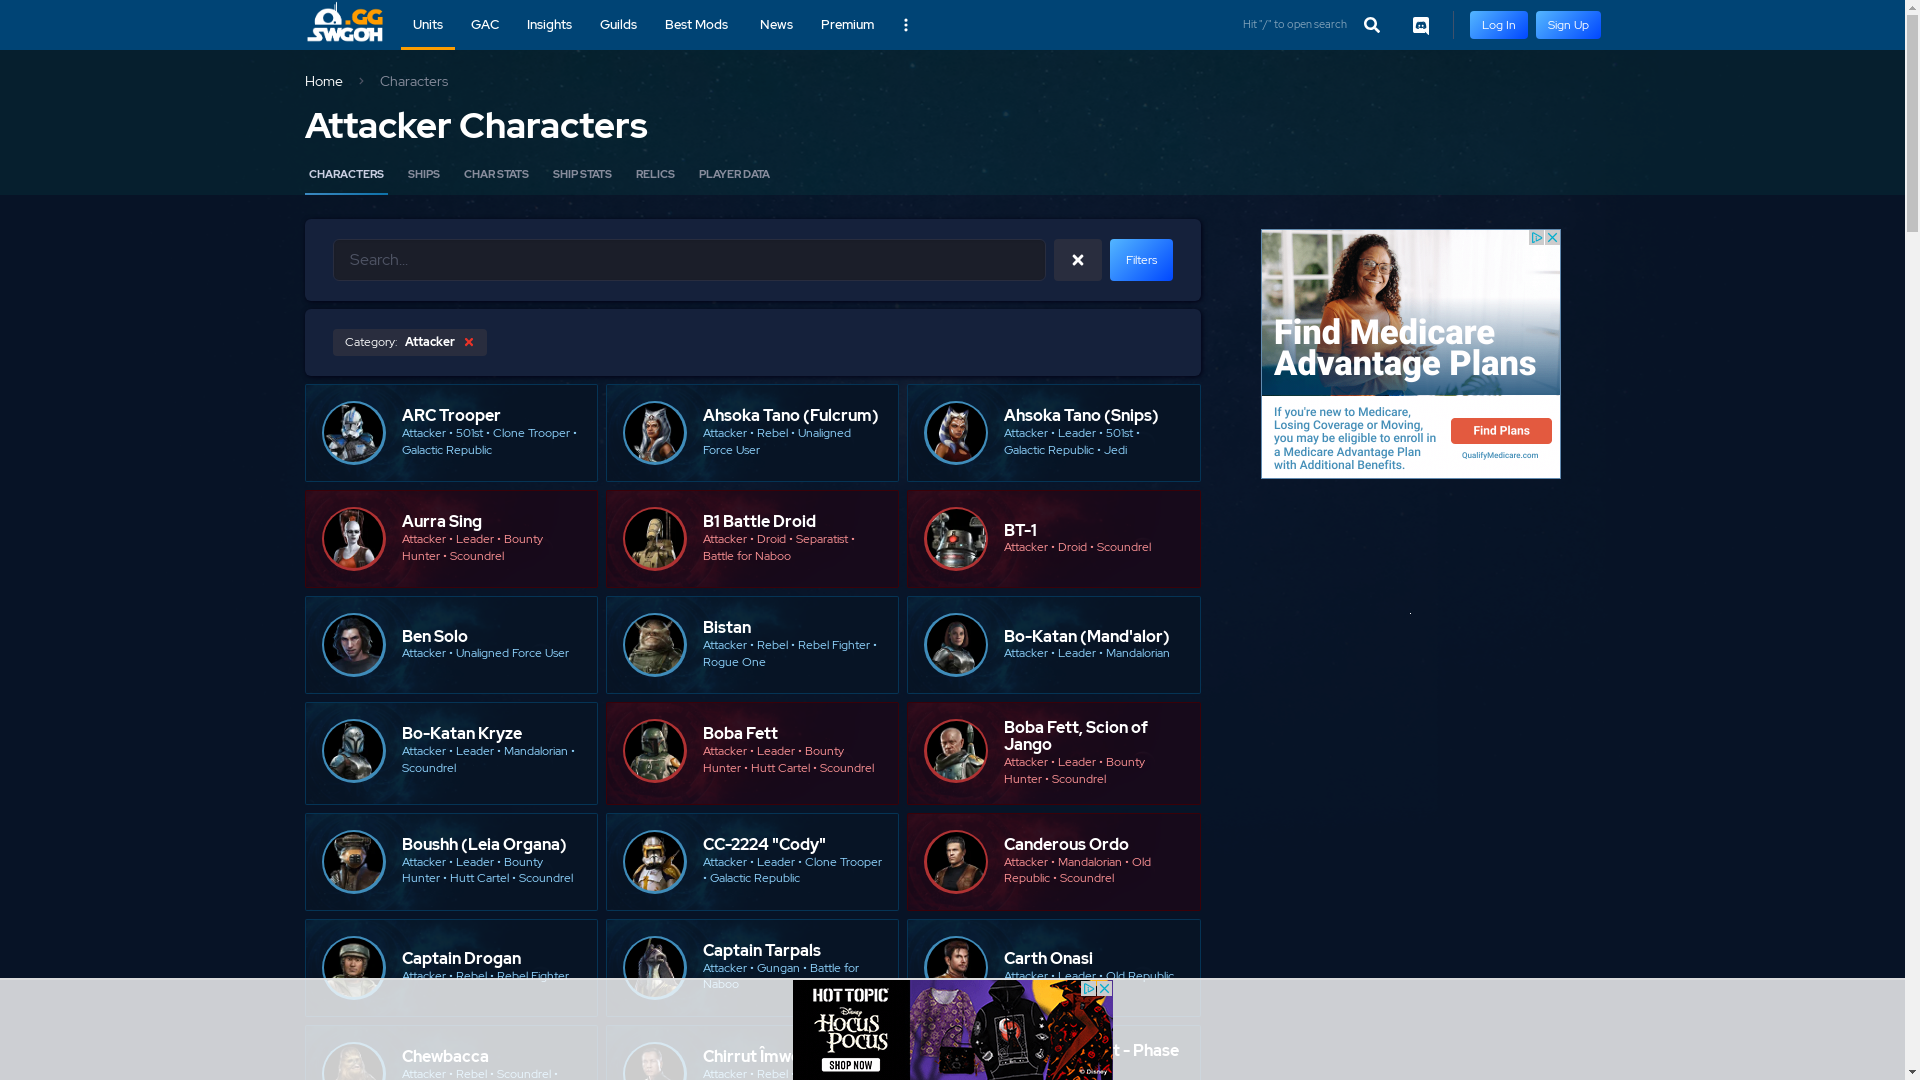 .GG
SWGOH
Units
GAC
Insights
Guilds
Best Mods
News
Premium
Hit "/" to open search
Log In
Sign Up
Home
Characters
Attacker Characters
CHARACTERS
SHIPS
CHAR STATS
SHIP STATS
RELICS
PLAYER DATA
Search...
Filters
Category: Attacker
ARC Trooper
Attacker • 501st • Clone Trooper •
Galactic Republic
Ahsoka Tano (Fulcrum)
Attacker • Rebel • Unaligned
Force User
Ahsoka Tano (Snips)
Attacker • Leader • 501st •
Galactic Republic • Jedi
Aurra Sing
Attacker • Leader • Bounty
Hunter • Scoundrel
B1 Battle Droid
Attacker • Droid • Separatist •
Battle for Naboo
BT-1
Attacker • Droid • Scoundrel
Ben Solo
Attacker • Unaligned Force User
Bistan
Attacker • Rebel • Rebel Fighter •
Rogue One
Bo-Katan (Mand'alor)
Attacker • Leader • Mandalorian
Bo-Katan Kryze
Attacker • Leader • Mandalorian •
Scoundrel
Boba Fett
Attacker • Leader • Bounty
Hunter • Hutt Cartel • Scoundrel
Boba Fett, Scion of
Jango
Attacker • Leader • Bounty
Hunter • Scoundrel
Boushh (Leia Organa)
Attacker • Leader • Bounty
Hunter • Hutt Cartel • Scoundrel
CC-2224 "Cody"
Attacker • Leader • Clone Trooper
• Galactic Republic
Canderous Ordo
Attacker • Mandalorian • Old
Republic • Scoundrel
Captain Drogan
Attacker • Rebel • Rebel Fighter
Captain Tarpals
Attacker • Gungan • Battle for
Naboo
Carth Onasi
Attacker • Leader • Old Republic
Chewbacca
Attacker • Rebel • Scoundrel •
Chirrut Îmw
Attacker • Rebel
t - Phase
Find Medicare
Advantage Plans
If you're new to Medicare,
Losing Coverage or Moving,
you may be eligible to enroll in
a Medicare Advantage Plan
with Additional Benefits.
Find Plans
QualifyMedicare.com
HOT TOPIC
Disney
HOCUS
POCUS
SHOP NOW
© Disney